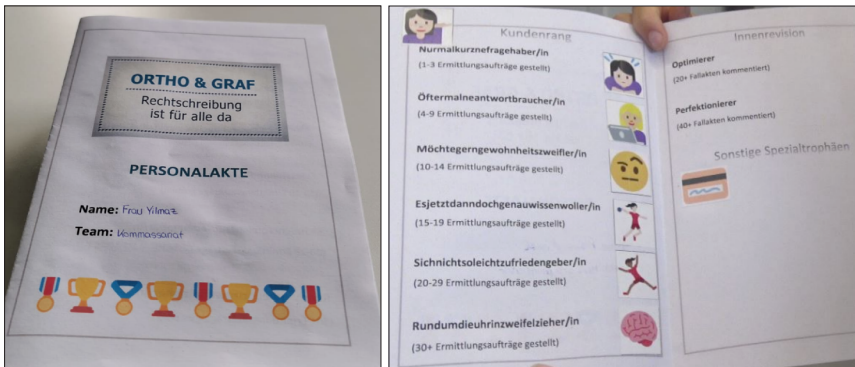 ORTHO & GRAF
Rechtschreibung
ist für alle da
PERSONALAKTE
Name: Frau Yilmaz
Team: Kommassariat
Kundenrang
Normalkurznefragehaber/in
(1-3 Ermittlungsaufträge gestellt)
Öftermalneantwortbraucher/in
(4-9 Ermittlungsaufträge gestellt)
Möchtegerngewohnheitszweifler/in
(10-14 Ermittlungsaufträge gestellt)
Esjetztdanndochgenauwissenwoller/in
(15-19 Ermittlungsaufträge gestellt)
Sichnichtsoleichtzufriedengeber/in
(20-29 Ermittlungsaufträge gestellt)
Rundumdieuhrinzweifelzieher/in
(30+ Ermittlungsaufträge gestellt)
Innenrevision
Optimierer
(20+ Fallakten kommentiert)
Perfektionierer
(40+ Fallakten kommentiert)
Sonstige Spezialtrophäen